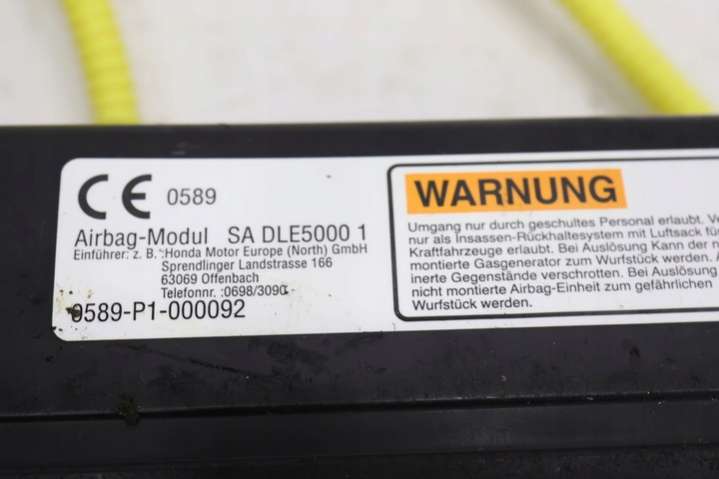 CE 0589
Airbag-Modul SA DLE5000 1
Einführer: z. B. :Honda Motor Europe (North) GmbH
Sprendlinger Landstrasse 166
63069 Offenbach
Telefonnr. :0698/3090
0589-P1-000092
WARNUNG
Umgang nur durch geschultes Personal erlaubt.
nur als Insassen-Rückhaltesystem mit Luftsack
Kraftfahrzeuge erlaubt. Bei Auslösung Kann der
montierte Gasgenerator zum Wurfstück werden.
inerte Gegenstände verschrotten. Bei Auslösung
nicht montierte Airbag-Einheit zum gefährlichen
Wurfstück werden.